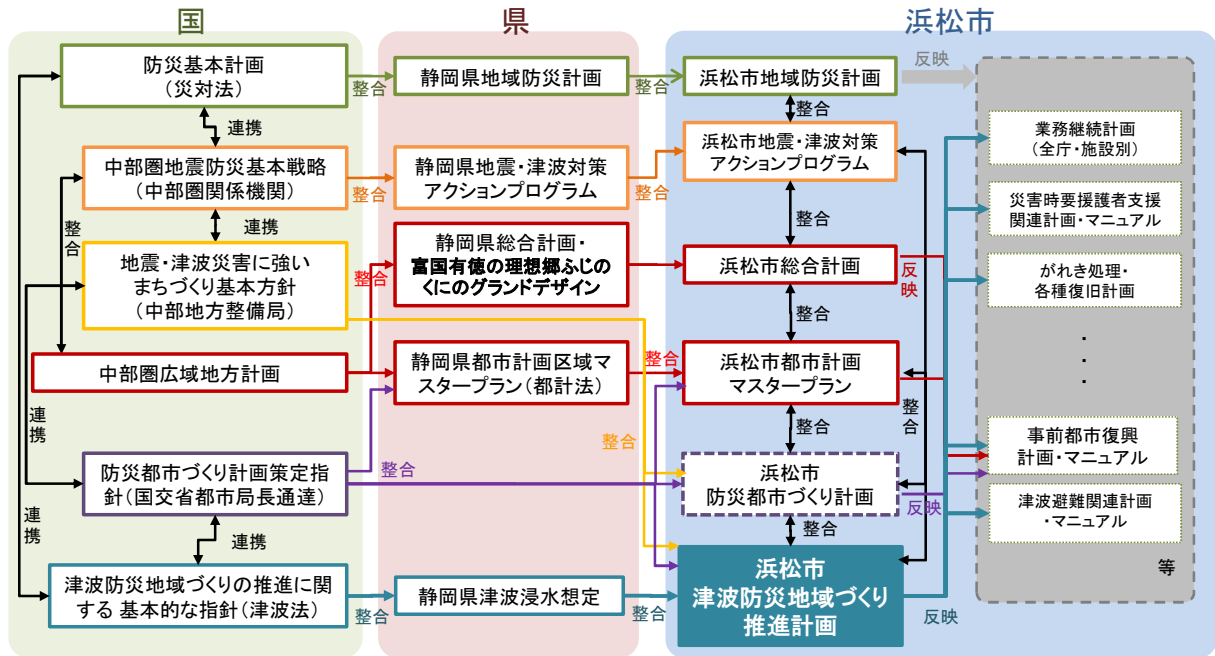 国
県
浜松市
防災基本計画
(災対法)
整合
静岡県地域防災計画
整合
浜松市地域防災計画
反映
連携
整合
中部圏地震防災基本戦略
(中部圏関係機関)
整合
静岡県地震・津波対策
アクションプログラム
整合
浜松市地震・津波対策
アクションプログラム
業務継続計画
(全庁・施設別)
災害時要援護者支援
関連計画・マニュアル
整合
連携
整合
地震・津波災害に強い
まちづくり基本方針
(中部地方整備局)
整合
静岡県総合計画・
富国有徳の理想郷ふじの
くにのグランドデザイン
浜松市総合計画
反映
がれき処理・
各種復旧計画
・
・
・
整合
中部圏広域地方計画
静岡県都市計画区域マ
スタープラン(都計法)
整合
浜松市都市計画
マスタープラン
連携
整合
整合
整合
防災都市づくり計画策定指
針(国交省都市局長通達)
整合
浜松市
防災都市づくり計画
反映
事前都市復興
計画・マニュアル
津波避難関連計画
・マニュアル
等
連携
連携
整合
津波防災地域づくりの推進に関
する 基本的な指針(津波法)
整合
静岡県津波浸水想定
整合
浜松市
津波防災地域づくり
推進計画
反映